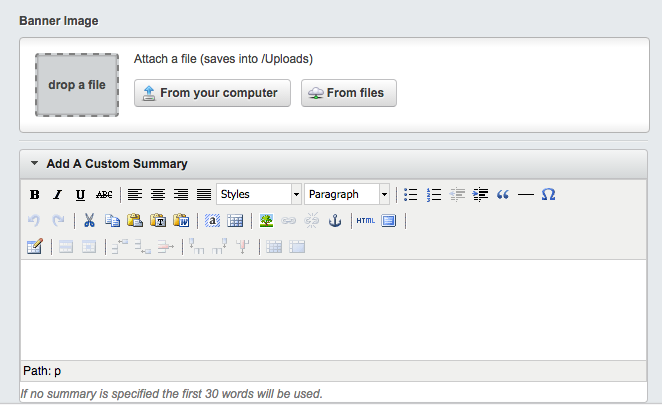 Banner Image
Attach a file (saves into /Uploads)
drop a file
From your computer
From files
Add A Custom Summary
B I U ABC Styles Paragraph “ Ω
T W a HTML
Path: p
If no summary is specified the first 30 words will be used.